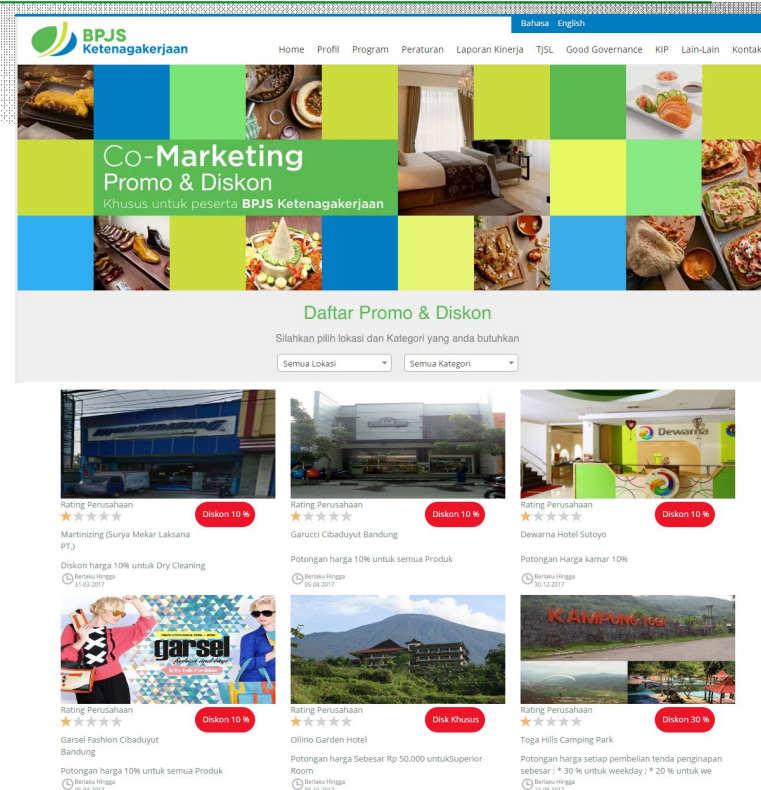 Bahasa English
BPJS
Ketenagakerjaan
Home Profil Program Peraturan Laporan Kinerja TJSL Good Governance KIP Lain-Lain Kontak
Co-Marketing
Promo & Diskon
Khusus untuk peserta BPJS Ketenagakerjaan
Daftar Promo & Diskon
Silahkan pilih lokasi dan Kategori yang anda butuhkan
Semua Lokasi Semua Kategori
Dewarna
Rating Perusahaan
Diskon 10 %
Martinizing (Surya Mekar Laksana
PT.)
Diskon harga 10% untuk Dry Cleaning
Berlaku Hingga
31-03-2017
Rating Perusahaan
Diskon 10 %
Garucci Cibaduyut Bandung
Potongan harga 10% untuk semua Produk
Berlaku Hingga
05-04-2017
Rating Perusahaan
Diskon 10 %
Dewarna Hotel Sutoyo
Potongan Harga kamar 10%
Berlaku Hingga
30-12-2017
garsel
KAMPUNG TOGA
Rating Perusahaan
Diskon 10 %
Garsel Fashion Cibaduyut
Bandung
Potongan harga 10% untuk semua Produk
Berlaku Hingga
Rating Perusahaan
Disk Khusus
Ollino Garden Hotel
Potongan harga Sebesar Rp 50.000 untukSuperior
Room
Berlaku Hingga
Rating Perusahaan
Diskon 30 %
Toga Hills Camping Park
Potongan harga setiap pembelian tenda penginapan
sebesar : * 30 % untuk weekday ; * 20 % untuk we
Berlaku Hingga